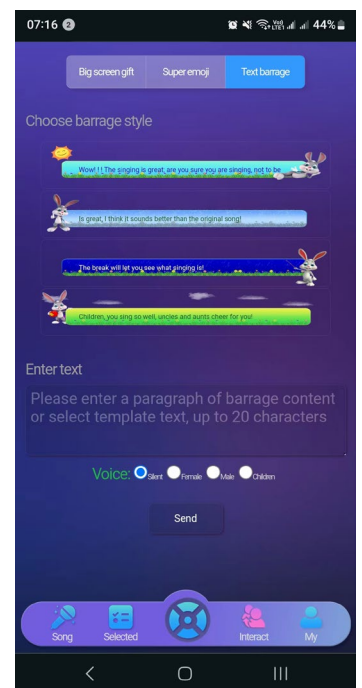 07:16 2
Vo)) LTE1 44%
Big screen gift Super emoji Text barrage
Choose barrage style
Wow! ! ! The singing is great, are you sure you are singing, not to be
Is great, I think it sounds better than the original song!
The break will let you see what singing is!
Children, you sing so well, uncles and aunts cheer for you!
Enter text
Please enter a paragraph of barrage content
or select template text, up to 20 characters
Voice: Silent Female Male Children
Send
Song Selected Interact My